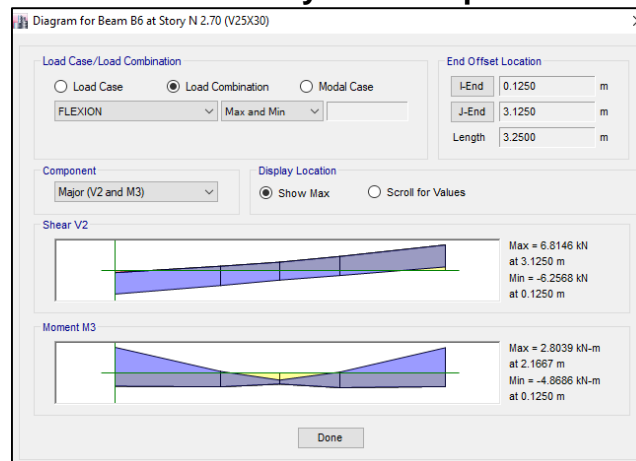 Diagram for Beam B6 at Story N 2.70 (V25X30)
Load Case/Load Combination
Load Case
Load Combination
Modal Case
FLEXION
Max and Min
End Offset Location
I-End
0.1250
m
J-End
3.1250
m
Length
3.2500
m
Component
Major (V2 and M3)
Display Location
Show Max
Scroll for Values
Shear V2
Max = 6.8146 kN
at 3.1250 m
Min = -6.2568 kN
at 0.1250 m
Moment M3
Max = 2.8039 kN-m
at 2.1667 m
Min = -4.8686 kN-m
at 0.1250 m
Done